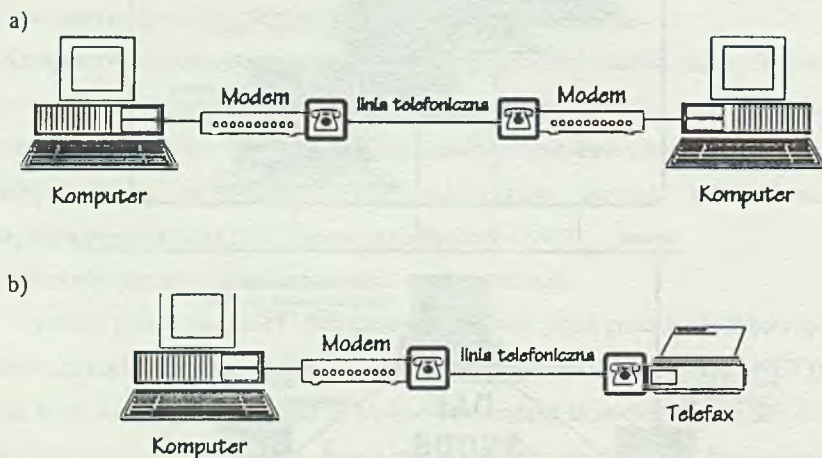 a)
Modem
linia telefoniczna
Modem
Komputer
Komputer
b)
Modem
linia telefoniczna
Telefax
Komputer